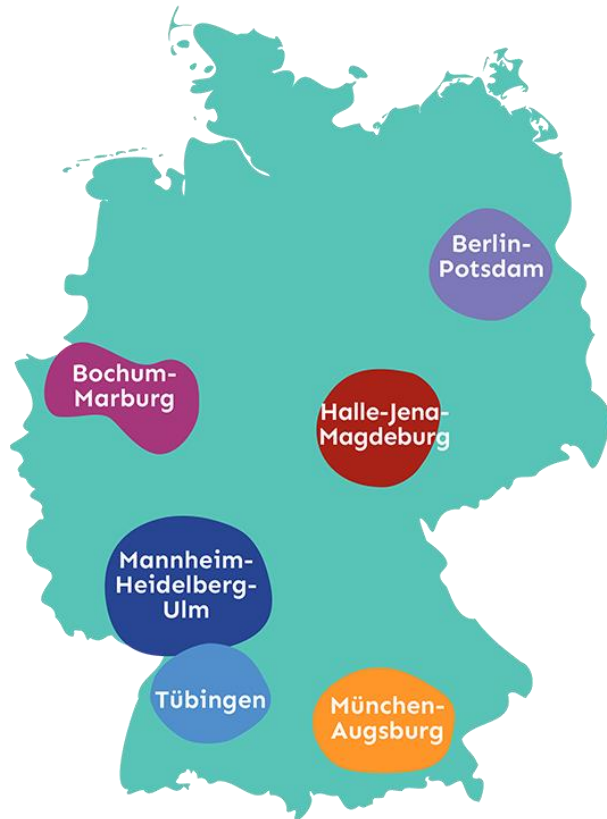 Berlin-
Potsdam
Bochum-
Marburg
Halle-Jena-
Magdeburg
Mannheim-
Heidelberg-
Ulm
Tübingen
München-
Augsburg